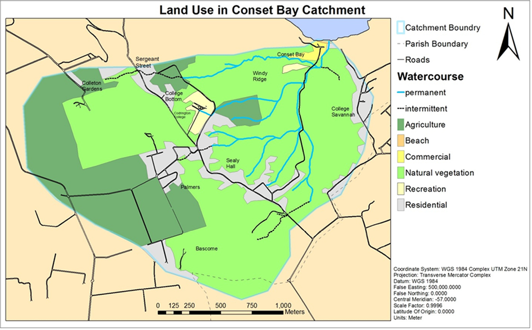 Land Use in Conset Bay Catchment
Catchment Boundry
Parish Boundary
Roads
Watercourse
permanent
intermittent
Agriculture
Beach
Commercial
Natural vegetation
Recreation
Residential
N
Sergeant
Street
Conset Bay
Colleton
Gardens
Windy
Ridge
College
Bottom
College
Savannah
Sealy
Hall
Palmers
Bascome
0 125 250 500 750 1,000
Meters
Coordinate System: WGS 1984 Complex UTM Zone 21N
Projection: Transverse Mercator Complex
Datum: WGS 1984
False Easting: 500,000.0000
False Northing: 0.0000
Central Meridian: -57.0000
Scale Factor: 0.9996
Latitude Of Origin: 0.0000
Units: Meter